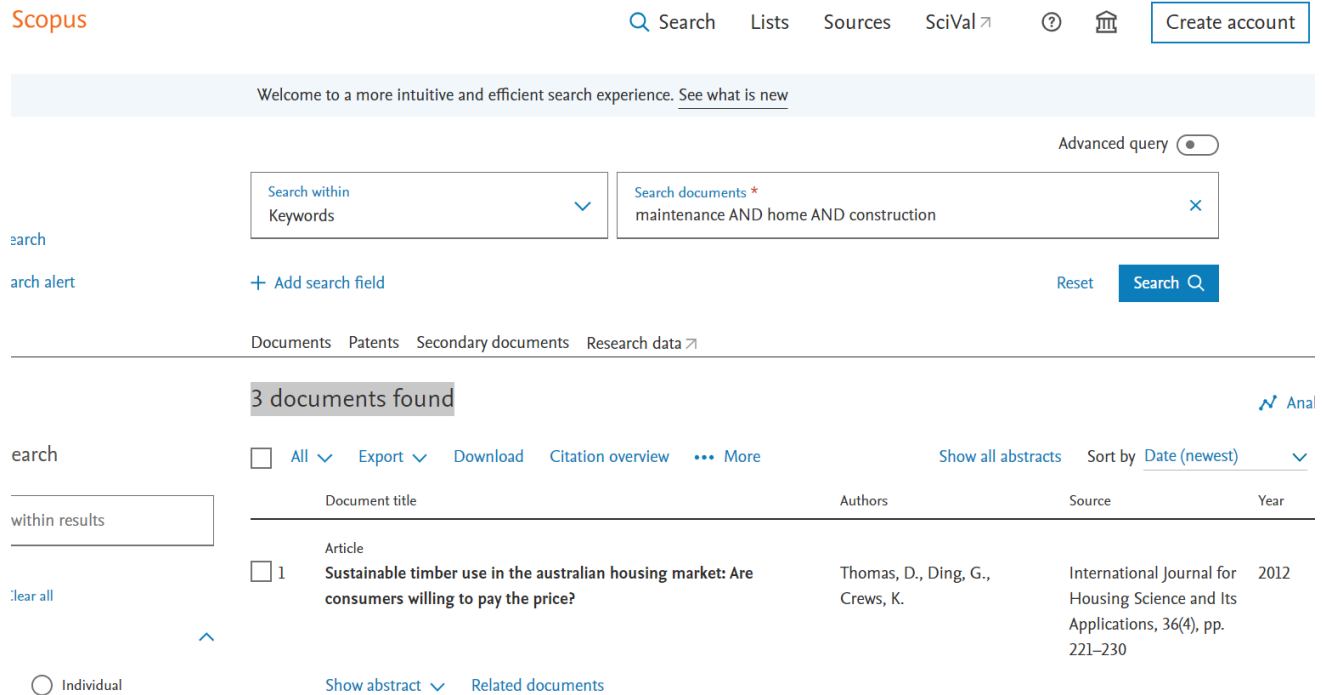 Scopus
Search Lists Sources SciVal Create account
Welcome to a more intuitive and efficient search experience. See what is new
Advanced query
Search within
Keywords
Search documents *
maintenance AND home AND construction
earch
arch alert
+ Add search field
Reset
Search
Documents Patents Secondary documents Research data
3 documents found
Anal
earch
All Export Download Citation overview ••• More
Show all abstracts Sort by Date (newest)
Document title Authors Source Year
within results
Article
1 Sustainable timber use in the australian housing market: Are
consumers willing to pay the price?
Thomas, D., Ding, G.,
Crews, K.
International Journal for
Housing Science and Its
Applications, 36(4), pp.
221–230
2012
Clear all
Individual
Show abstract Related documents